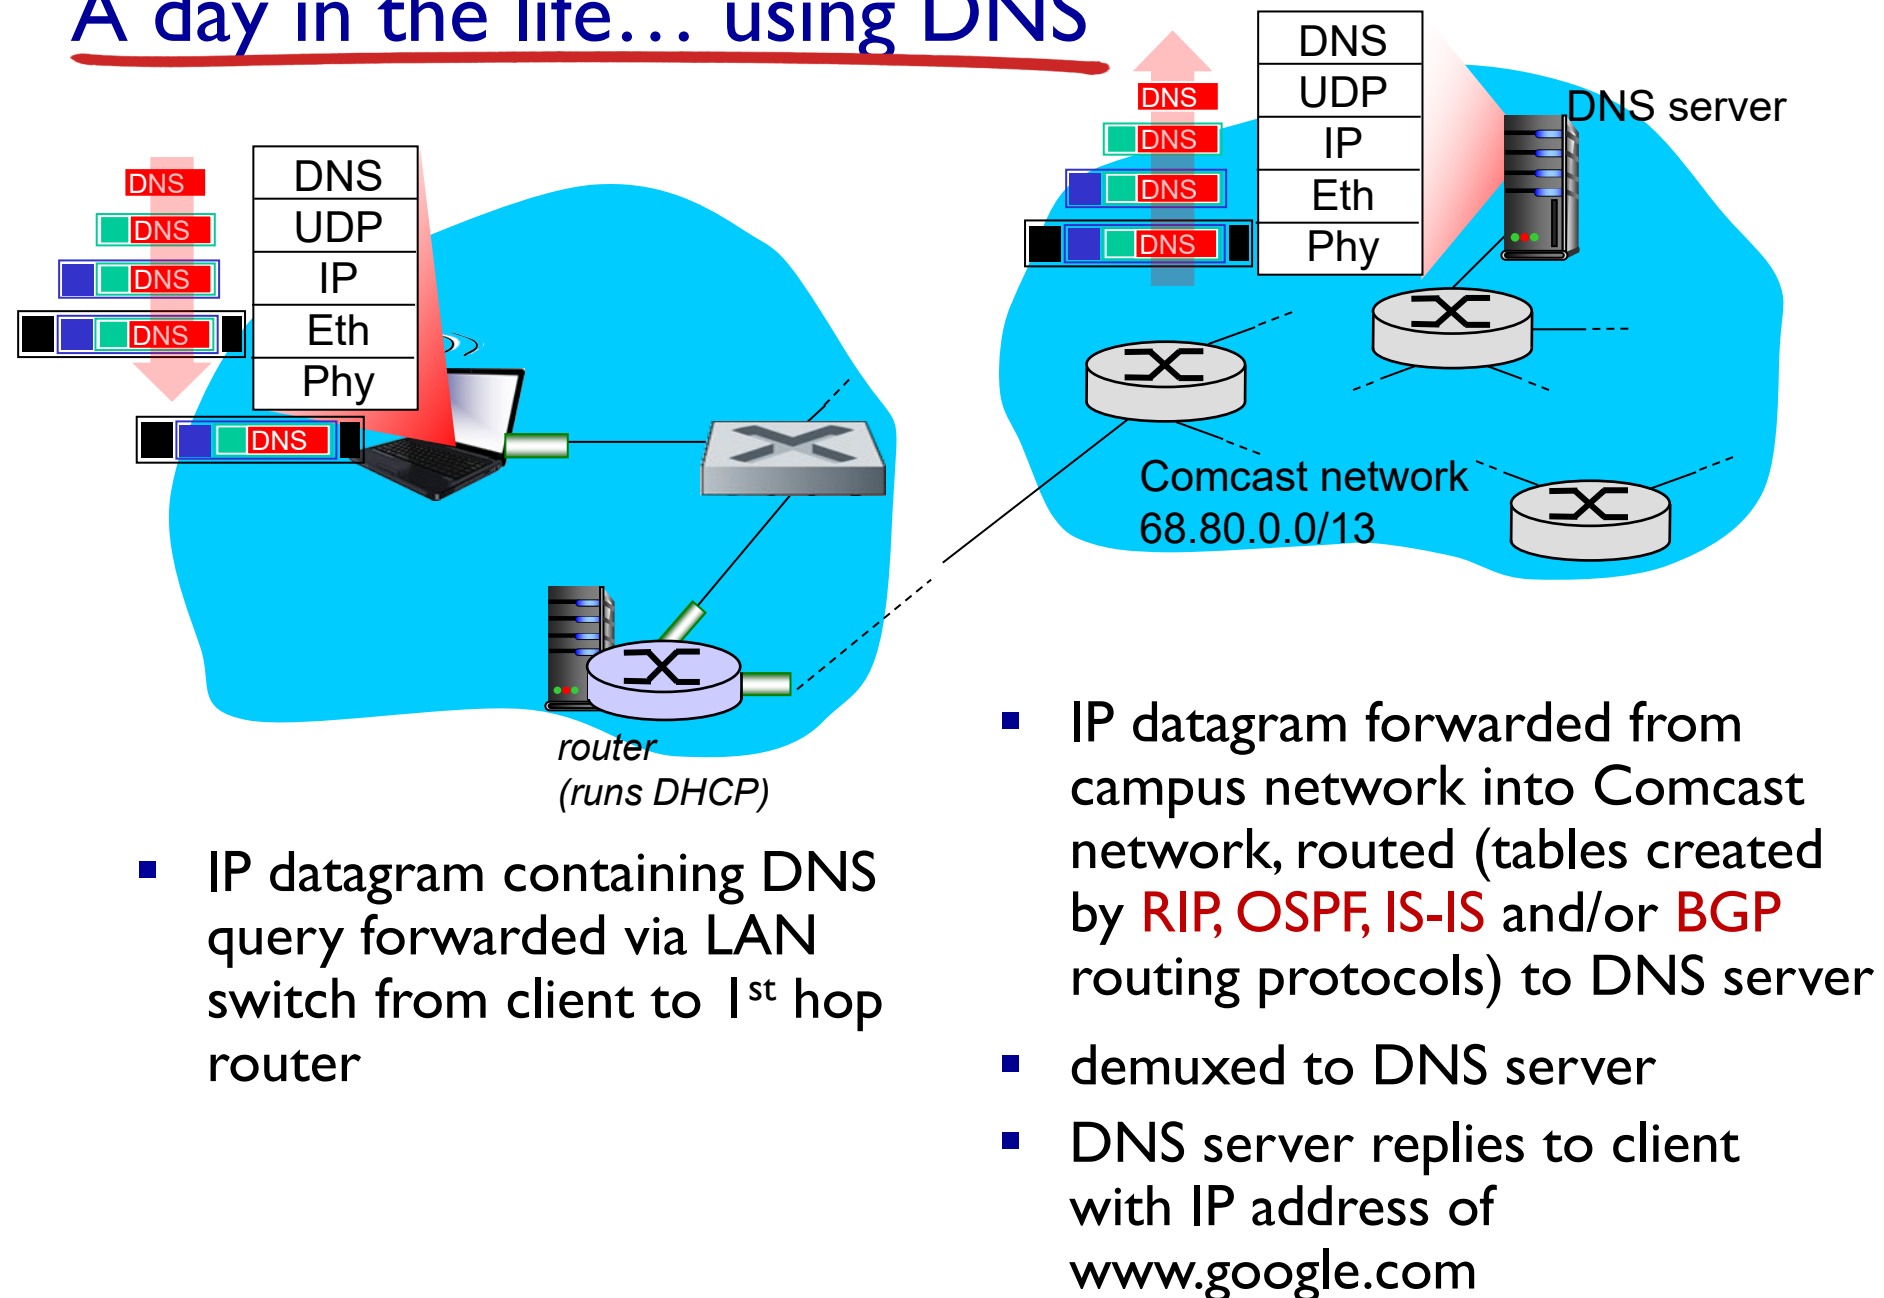 A day in the life… using DNS
DNS
DNS
DNS
DNS
DNS
DNS
UDP
IP
Eth
Phy
DNS
DNS
DNS
DNS
DNS
UDP
IP
Eth
Phy
DNS server
Comcast network
68.80.0.0/13
router
(runs DHCP)
▪ IP datagram containing DNS
query forwarded via LAN
switch from client to 1st hop
router
▪ IP datagram forwarded from
campus network into Comcast
network, routed (tables created
by RIP, OSPF, IS-IS and/or BGP
routing protocols) to DNS server
▪ demuxed to DNS server
▪ DNS server replies to client
with IP address of
www.google.com